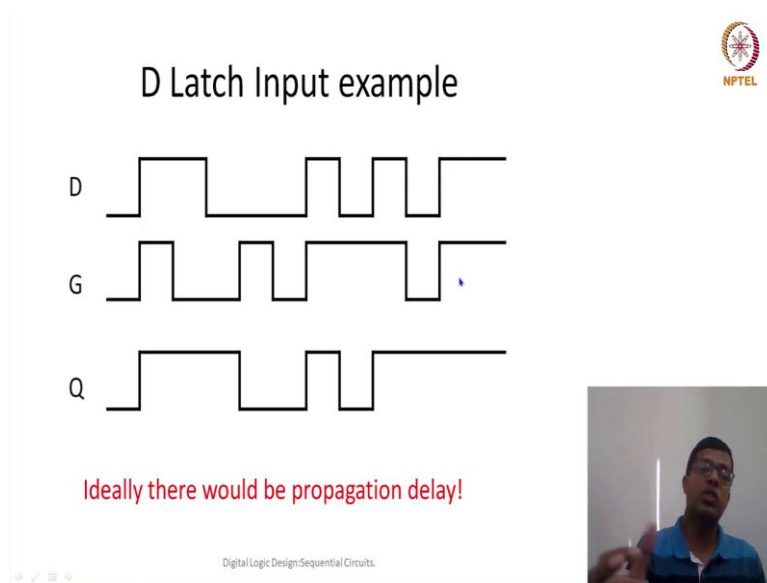 NPTEL
D Latch Input example
D
G
Q
Ideally there would be propagation delay!
Digital Logic Design:Sequential Circuits.